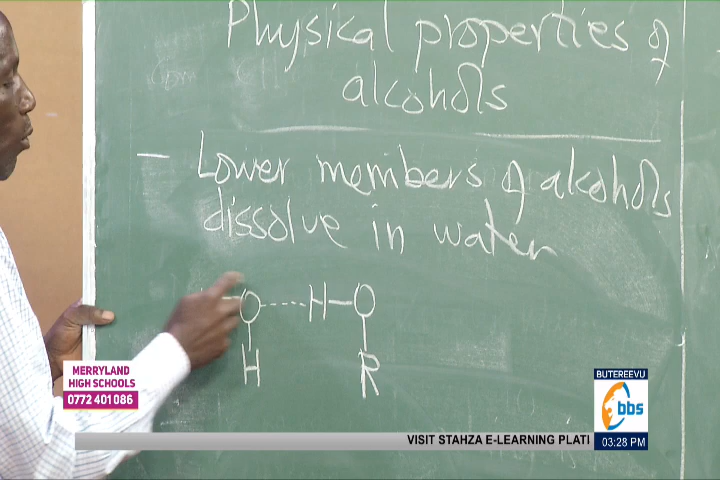 Physical properties of
alcohols
- Lower members of alcohols
dissolve in water
O----H-O
H R
MERRYLAND
HIGH SCHOOLS
0772 401 086
BUTEREEVU
bbs
VISIT STAHZA E-LEARNING PLATI
03:28 PM